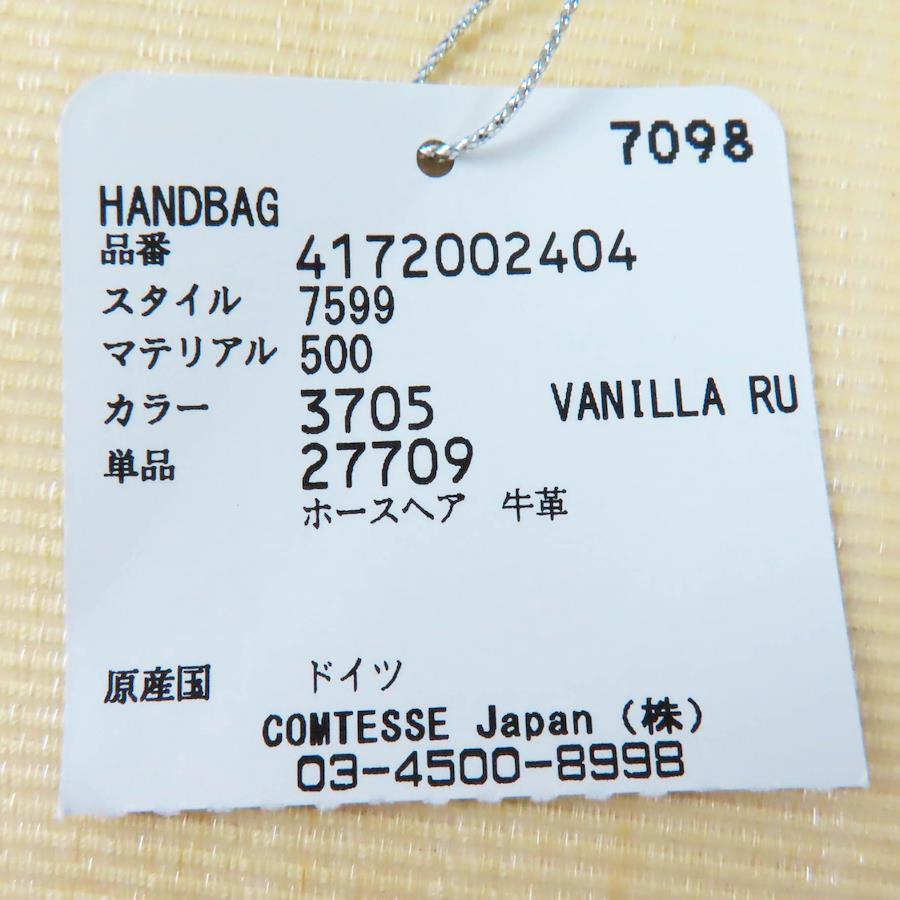 7098
HANDBAG
品番 4172002404
スタイル 7599
マテリアル 500
カラー 3705 VANILLA RU
単品 27709
ホースヘア 牛革
原産国 ドイツ
COMTESSE Japan (株)
03-4500-8998